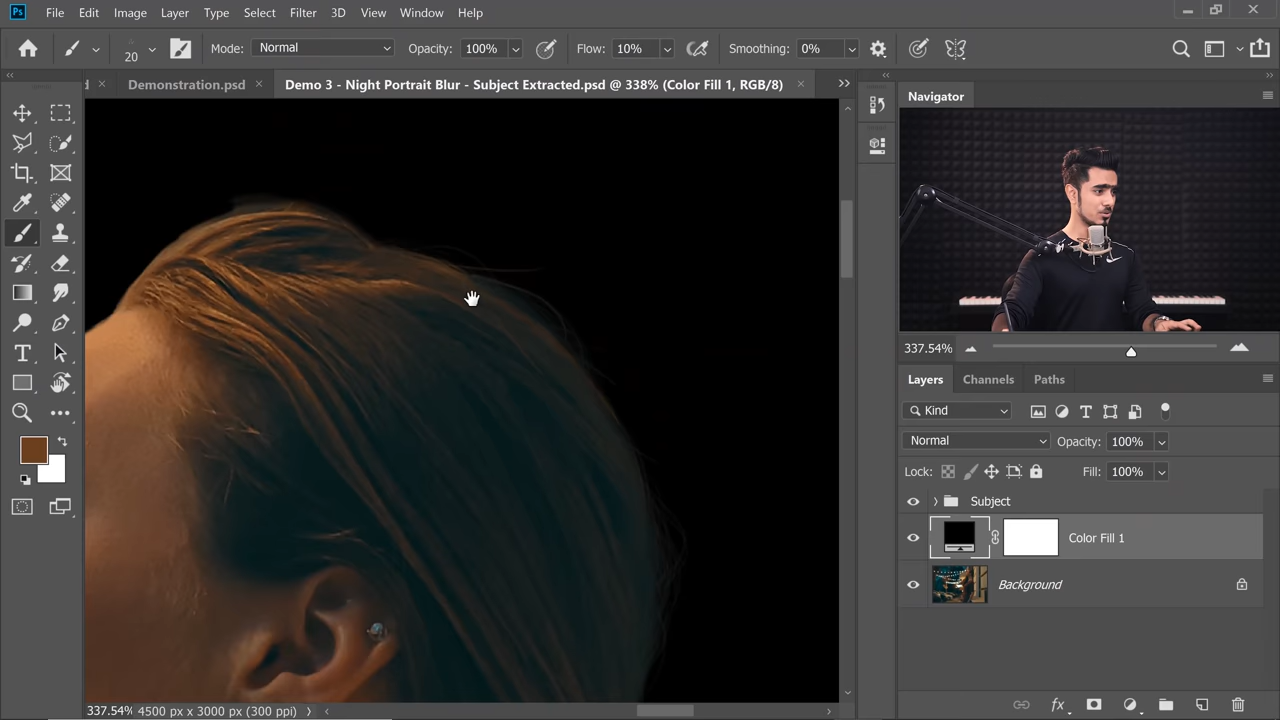 Ps File Edit Image Layer Type Select Filter 3D View Window Help
20 Mode: Normal Opacity: 100% Flow: 10% Smoothing: 0%
d Demonstration.psd Demo 3 - Night Portrait Blur - Subject Extracted.psd @ 338% (Color Fill 1, RGB/8)
Navigator
337.54%
Layers Channels Paths
Kind
Normal Opacity: 100%
Lock: Fill: 100%
Subject
Color Fill 1
Background
337.54% 4500 px x 3000 px (300 ppi)
fx